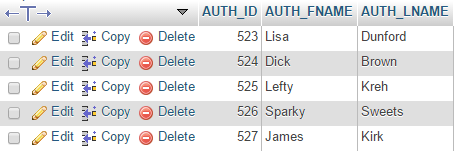 AUTH_ID AUTH_FNAME AUTH_LNAME
Edit Copy Delete 523 Lisa Dunford
Edit Copy Delete 524 Dick Brown
Edit Copy Delete 525 Lefty Kreh
Edit Copy Delete 526 Sparky Sweets
Edit Copy Delete 527 James Kirk